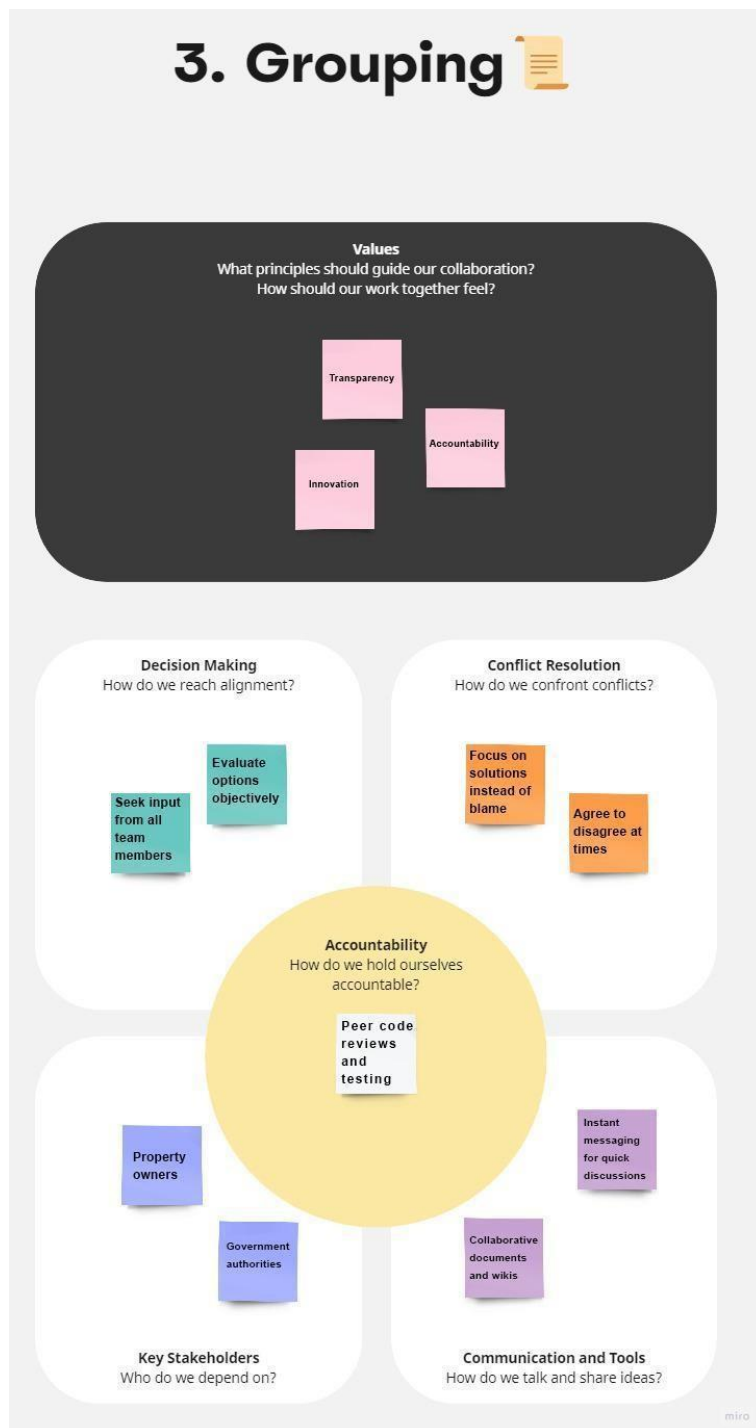 3. Grouping
Values
What principles should guide our collaboration?
How should our work together feel?
Transparency
Accountability
Innovation
Decision Making
How do we reach alignment?
Evaluate
options
objectively
Seek input
from all
team
members
Conflict Resolution
How do we confront conflicts?
Focus on
solutions
instead of
blame
Agree to
disagree at
times
Accountability
How do we hold ourselves
accountable?
Peer code
reviews
and
testing
Property
owners
Government
authorities
Key Stakeholders
Who do we depend on?
Instant
messaging
for quick
discussions
Collaborative
documents
and wikis
Communication and Tools
How do we talk and share ideas?
miro